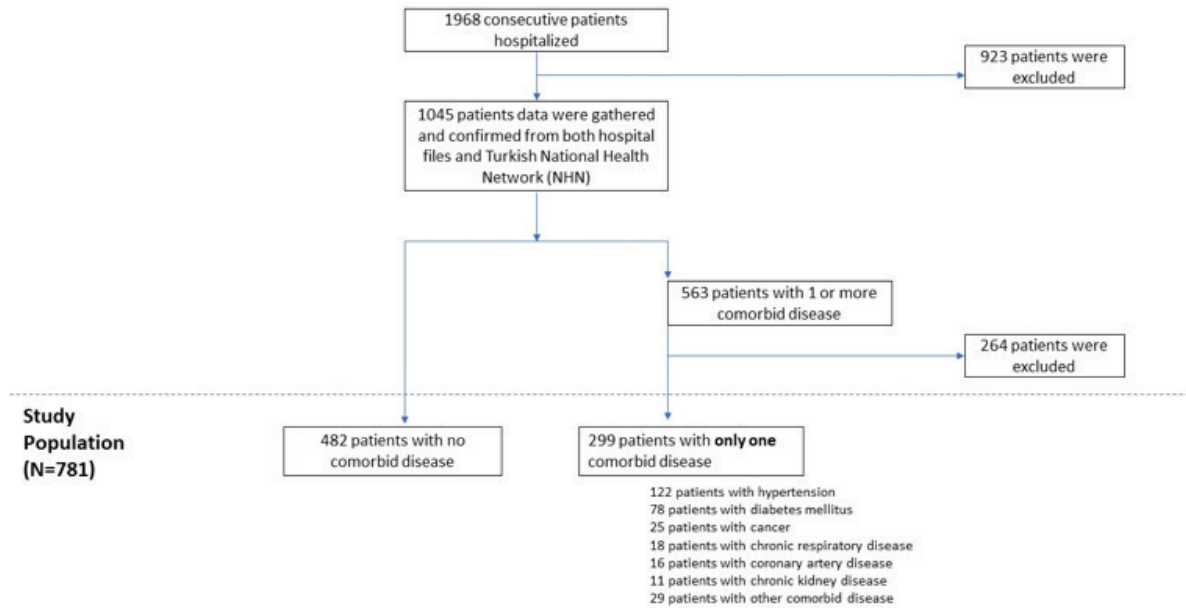 1968 consecutive patients
hospitalized
923 patients were
excluded
1045 patients data were gathered
and confirmed from both hospital
files and Turkish National Health
Network (NHN)
563 patients with 1 or more
comorbid disease
264 patients were
excluded
Study
Population
(N=781)
482 patients with no
comorbid disease
299 patients with only one
comorbid disease
122 patients with hypertension
78 patients with diabetes mellitus
25 patients with cancer
18 patients with chronic respiratory disease
16 patients with coronary artery disease
11 patients with chronic kidney disease
29 patients with other comorbid disease